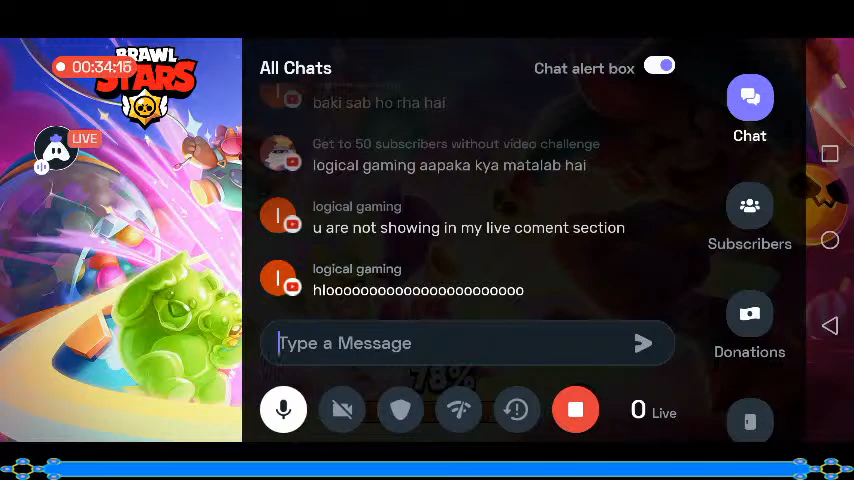 BRAWL
STARS
00:34:15
LIVE
All Chats
Chat alert box
baki sab ho rha hai
Get to 50 subscribers without video challenge
logical gaming aapaka kya matalab hai
logical gaming
u are not showing in my live coment section
logical gaming
hloooooooooooooooooooooo
Type a Message
78%
0 Live
Chat
Subscribers
Donations